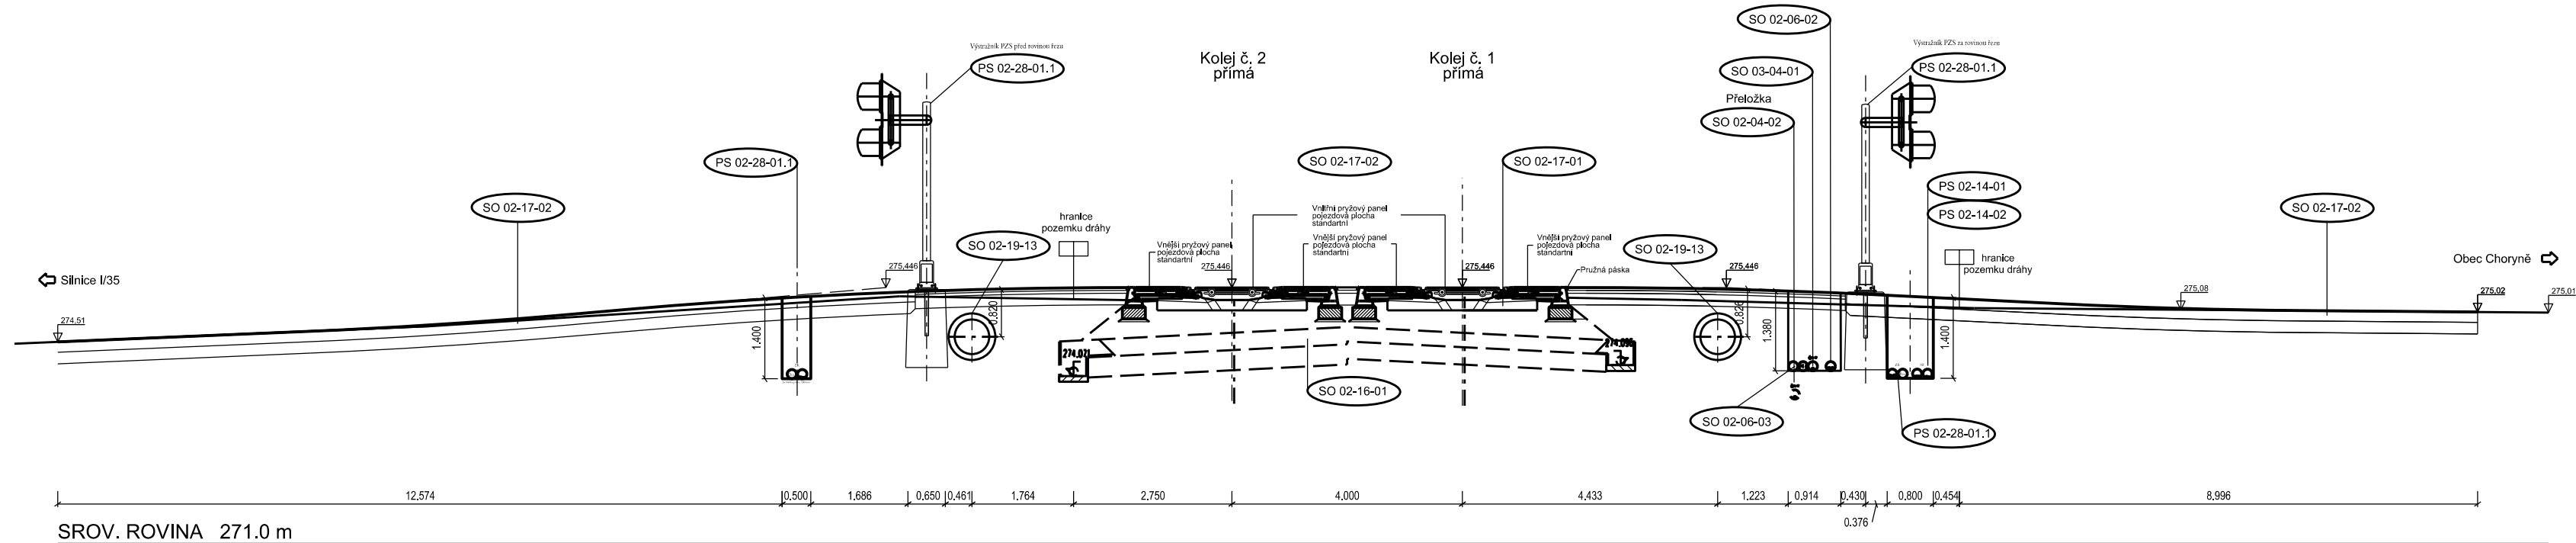 SO 02-06-02
Výstražník PZS před rovinou řezu
PS 02-28-01.1
Kolej č. 2
přímá
Kolej č. 1
přímá
SO 03-04-01
Přeložka
SO 02-04-02
Výstražník PZS za rovinou řezu
PS 02-28-01.1
PS 02-28-01.1
SO 02-17-02
SO 02-17-01
PS 02-14-01
PS 02-14-02
SO 02-17-02
SO 02-17-02
hranice
pozemku dráhy
SO 02-19-13
Vnější pryžový panel
pojezdová plocha
standartní
Vnitřní pryžový panel
pojezdová plocha
standartní
Vnější pryžový panel
pojezdová plocha
standartní
Vnější pryžový panel
pojezdová plocha
standartní
Pružná páska
SO 02-19-13
hranice
pozemku dráhy
Silnice I/35
Obec Choryně
274,51
275,446
275,446
275,446
275,446
275,08
275,02
275,01
1.400
0.820
274.071
274.095
0.826
1.380
1.400
SO 02-16-01
SO 02-06-03
PS 02-28-01.1
12.574
0.500
1.686
0.650
0.461
1.764
2.750
4.000
4.433
1.223
0.914
0.430
0.376
0.800
0.454
8.996
SROV. ROVINA 271.0 m